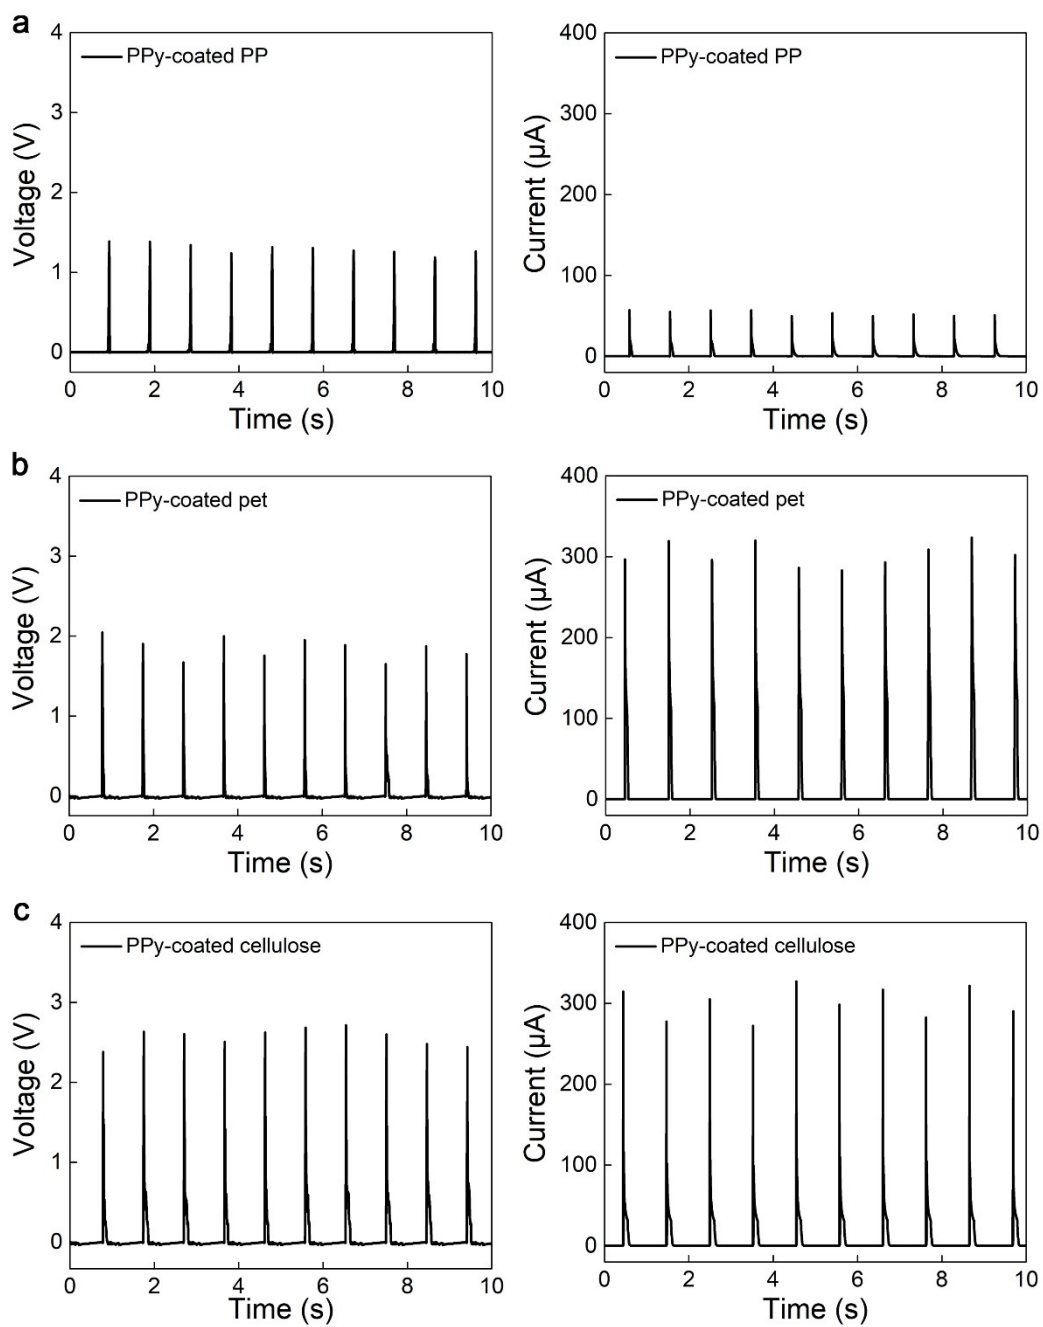 a
PPy-coated PP
Voltage (V)
4
3
2
1
0
0 2 4 6 8 10
Time (s)
PPy-coated PP
Current (µA)
400
300
200
100
0
0 2 4 6 8 10
Time (s)
b
PPy-coated pet
Voltage (V)
4
3
2
1
0
0 2 4 6 8 10
Time (s)
PPy-coated pet
Current (µA)
400
300
200
100
0
0 2 4 6 8 10
Time (s)
c
PPy-coated cellulose
Voltage (V)
4
3
2
1
0
0 2 4 6 8 10
Time (s)
PPy-coated cellulose
Current (µA)
400
300
200
100
0
0 2 4 6 8 10
Time (s)